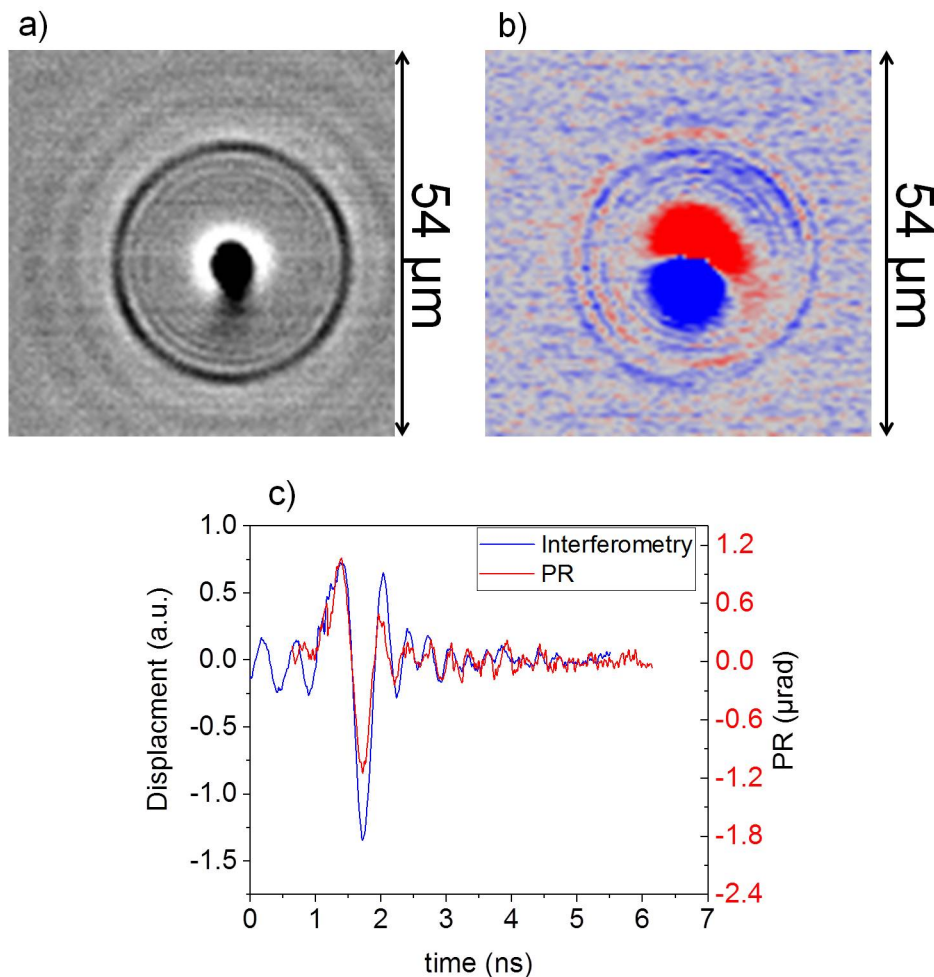 a)
b)
54 µm
54 µm
c)
Interferometry
PR
Displacment (a.u.)
1.0
0.5
0.0
-0.5
-1.0
-1.5
1.2
0.6
0.0
-0.6
-1.2
-1.8
-2.4
PR (µrad)
0 1 2 3 4 5 6 7
time (ns)